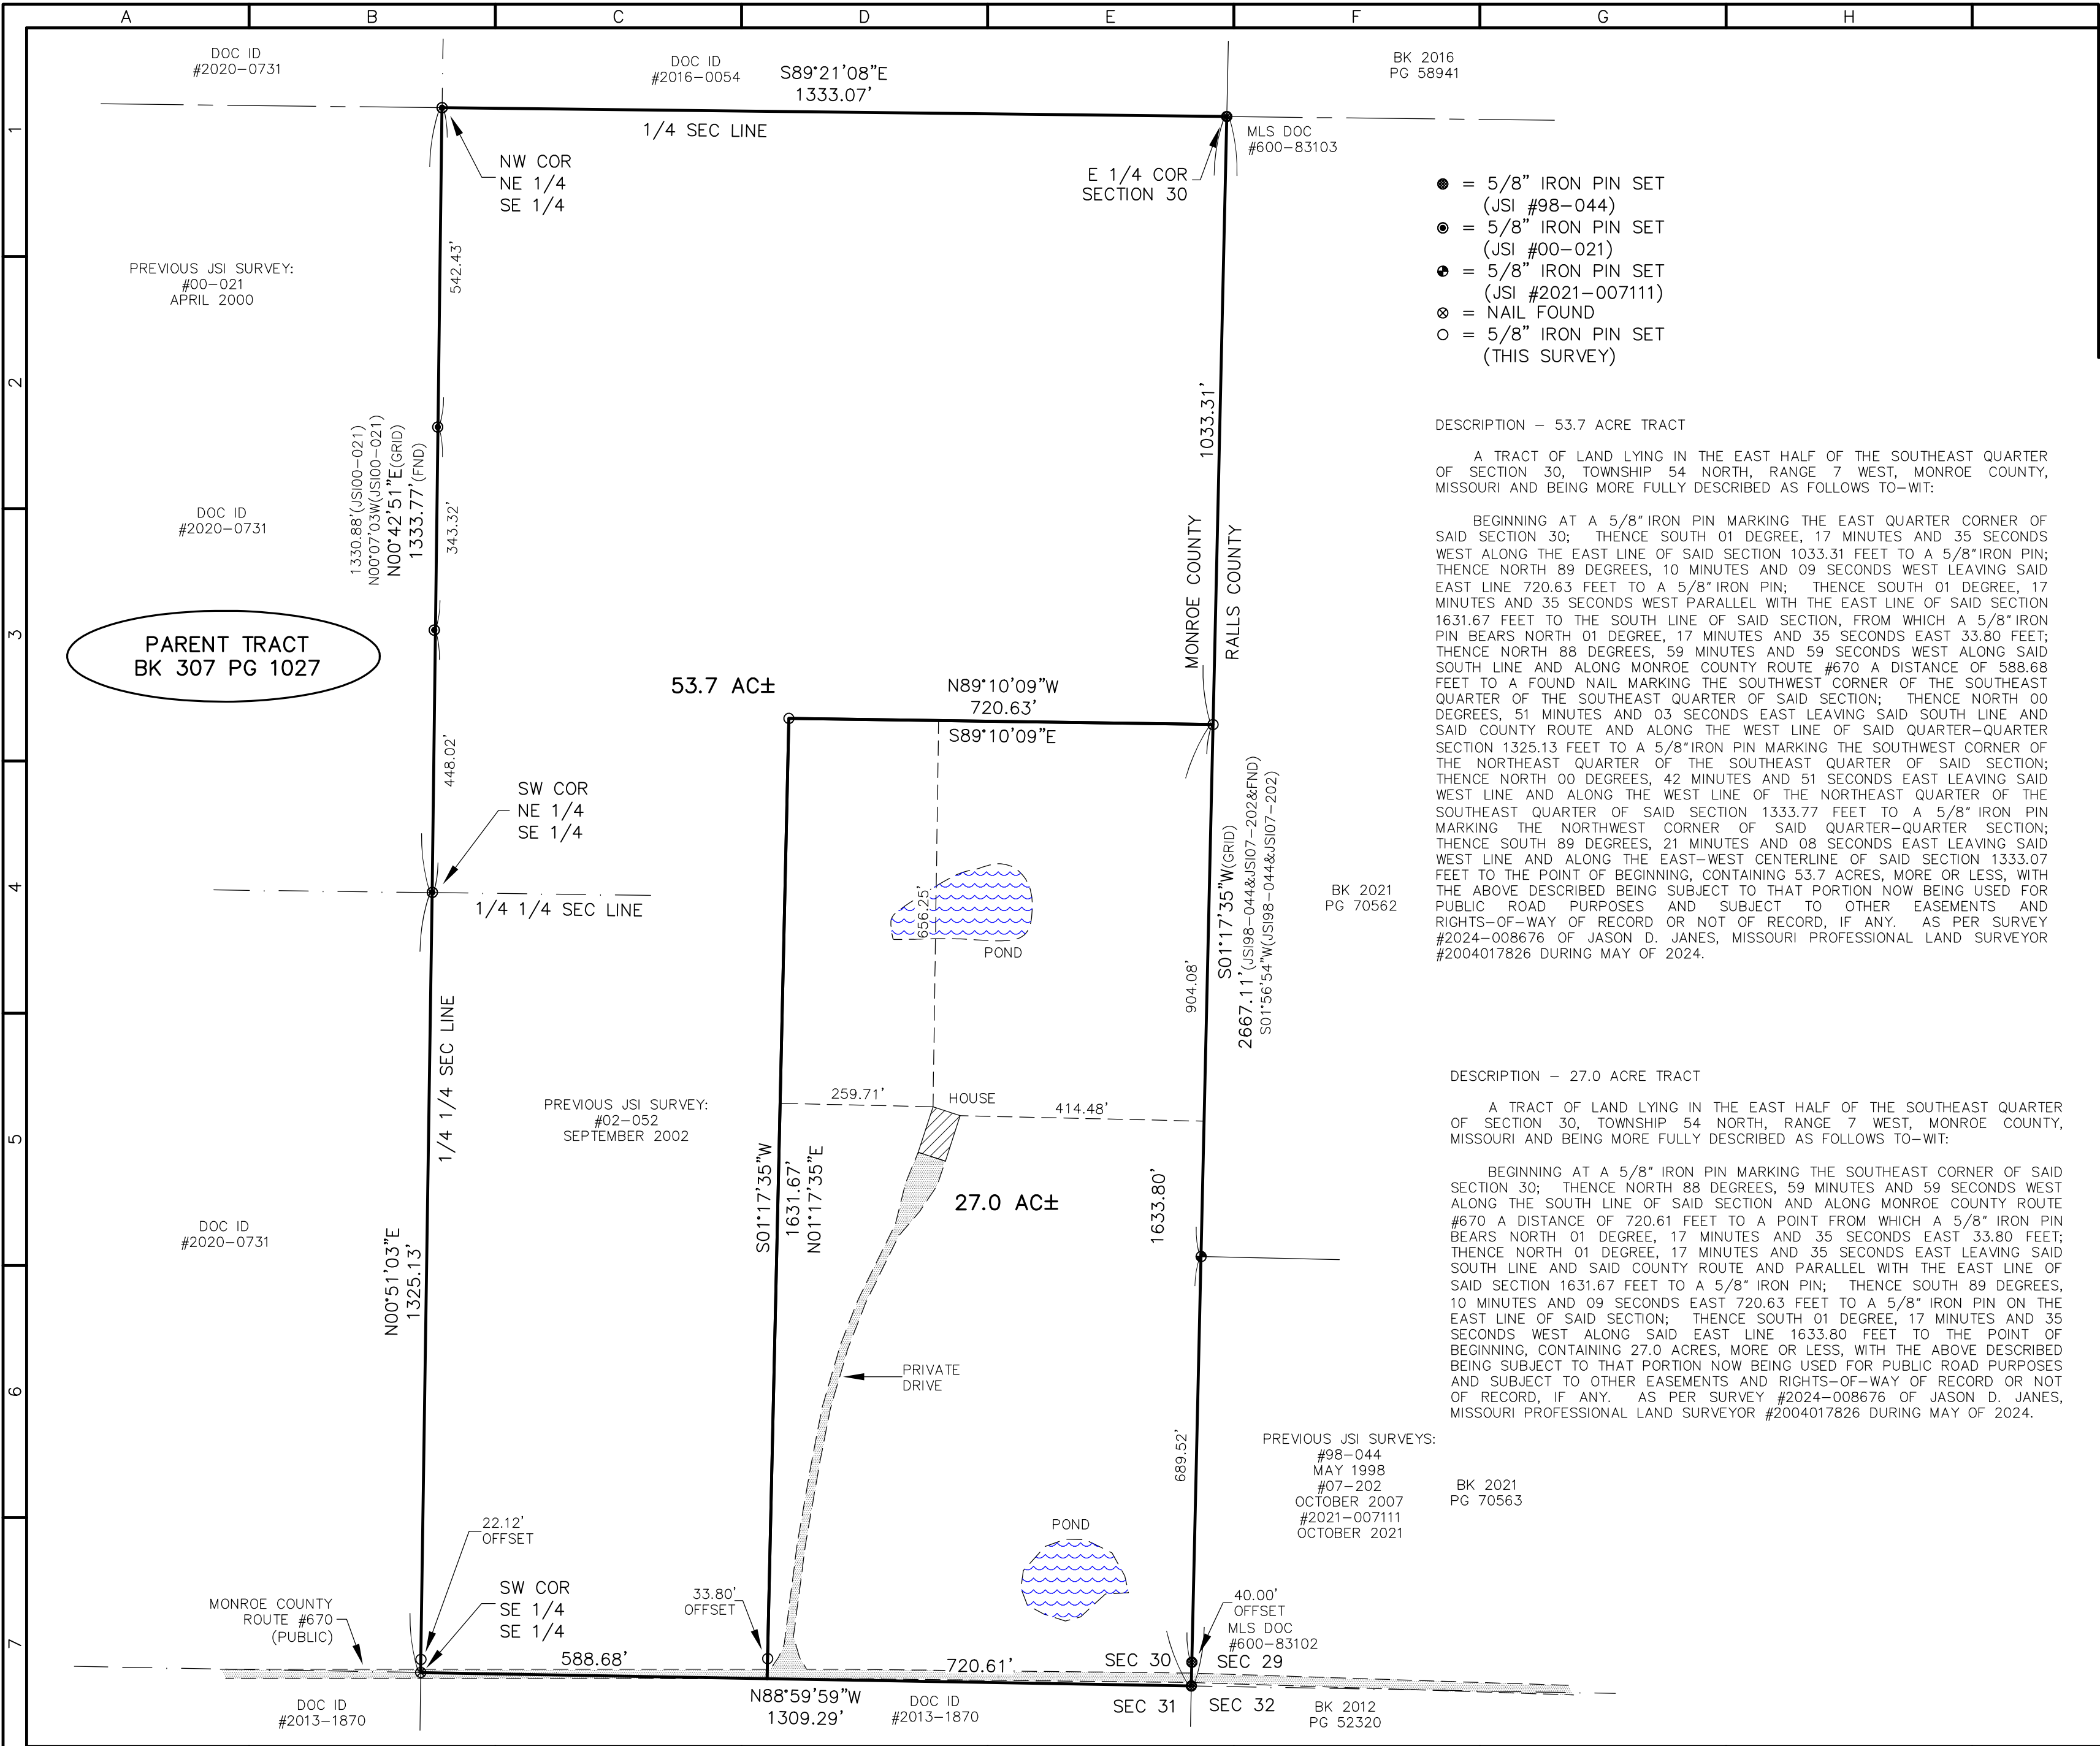 A B C D E F G H
1
2
3
4
5
6
7
DOC ID
#2020-0731
DOC ID
#2016-0054
S89°21'08"E
1333.07'
BK 2016
PG 58941
1/4 SEC LINE
MLS DOC
#600-83103
NW COR
NE 1/4
SE 1/4
E 1/4 COR
SECTION 30
= 5/8" IRON PIN SET
(JSI #98-044)
= 5/8" IRON PIN SET
(JSI #00-021)
= 5/8" IRON PIN SET
(JSI #2021-007111)
= NAIL FOUND
= 5/8" IRON PIN SET
(THIS SURVEY)
PREVIOUS JSI SURVEY:
#00-021
APRIL 2000
542.43'
1033.31'
1330.88'(JSI00-021)
N00°07'03W(JSI00-021)
N00°42'51"E(GRID)
1333.77'(FND)
343.32'
DOC ID
#2020-0731
MONROE COUNTY
RALLS COUNTY
PARENT TRACT
BK 307 PG 1027
53.7 AC±
N89°10'09"W
720.63'
S89°10'09"E
448.02'
SW COR
NE 1/4
SE 1/4
1/4 1/4 SEC LINE
656.25'
POND
S01°17'35"W(GRID)
2667.11'(JSI98-044&JSI07-202&FND)
S01°56'54"W(JSI98-044&JSI07-202)
904.08'
BK 2021
PG 70562
1/4 1/4 SEC LINE
PREVIOUS JSI SURVEY:
#02-052
SEPTEMBER 2002
259.71'
HOUSE
414.48'
S01°17'35"W
1631.67'
N01°17'35"E
27.0 AC±
1633.80'
DOC ID
#2020-0731
N00°51'03"E
1325.13'
PRIVATE
DRIVE
689.52'
PREVIOUS JSI SURVEYS:
#98-044
MAY 1998
#07-202
OCTOBER 2007
#2021-007111
OCTOBER 2021
BK 2021
PG 70563
22.12'
OFFSET
POND
SW COR
SE 1/4
SE 1/4
33.80'
OFFSET
40.00'
OFFSET
MLS DOC
#600-83102
MONROE COUNTY
ROUTE #670
(PUBLIC)
588.68'
720.61'
SEC 30
SEC 29
SEC 31
SEC 32
N88°59'59"W
1309.29'
DOC ID
#2013-1870
DOC ID
#2013-1870
BK 2012
PG 52320
DESCRIPTION - 53.7 ACRE TRACT
A TRACT OF LAND LYING IN THE EAST HALF OF THE SOUTHEAST QUARTER
OF SECTION 30, TOWNSHIP 54 NORTH, RANGE 7 WEST, MONROE COUNTY,
MISSOURI AND BEING MORE FULLY DESCRIBED AS FOLLOWS TO-WIT:
BEGINNING AT A 5/8" IRON PIN MARKING THE EAST QUARTER CORNER OF
SAID SECTION 30; THENCE SOUTH 01 DEGREE, 17 MINUTES AND 35 SECONDS
WEST ALONG THE EAST LINE OF SAID SECTION 1033.31 FEET TO A 5/8" IRON PIN;
THENCE NORTH 89 DEGREES, 10 MINUTES AND 09 SECONDS WEST LEAVING SAID
EAST LINE 720.63 FEET TO A 5/8" IRON PIN; THENCE SOUTH 01 DEGREE, 17
MINUTES AND 35 SECONDS WEST PARALLEL WITH THE EAST LINE OF SAID SECTION
1631.67 FEET TO THE SOUTH LINE OF SAID SECTION, FROM WHICH A 5/8" IRON
PIN BEARS NORTH 01 DEGREE, 17 MINUTES AND 35 SECONDS EAST 33.80 FEET;
THENCE NORTH 88 DEGREES, 59 MINUTES AND 59 SECONDS WEST ALONG SAID
SOUTH LINE AND ALONG MONROE COUNTY ROUTE #670 A DISTANCE OF 588.68
FEET TO A FOUND NAIL MARKING THE SOUTHWEST CORNER OF THE SOUTHEAST
QUARTER OF THE SOUTHEAST QUARTER OF SAID SECTION; THENCE NORTH 00
DEGREES, 51 MINUTES AND 03 SECONDS EAST LEAVING SAID SOUTH LINE AND
SAID COUNTY ROUTE AND ALONG THE WEST LINE OF SAID QUARTER-QUARTER
SECTION 1325.13 FEET TO A 5/8" IRON PIN MARKING THE SOUTHWEST CORNER OF
THE NORTHEAST QUARTER OF THE SOUTHEAST QUARTER OF SAID SECTION;
THENCE NORTH 00 DEGREES, 42 MINUTES AND 51 SECONDS EAST LEAVING SAID
WEST LINE AND ALONG THE WEST LINE OF THE NORTHEAST QUARTER OF THE
SOUTHEAST QUARTER OF SAID SECTION 1333.77 FEET TO A 5/8" IRON PIN
MARKING THE NORTHWEST CORNER OF SAID QUARTER-QUARTER SECTION;
THENCE SOUTH 89 DEGREES, 21 MINUTES AND 08 SECONDS EAST LEAVING SAID
WEST LINE AND ALONG THE EAST-WEST CENTERLINE OF SAID SECTION 1333.07
FEET TO THE POINT OF BEGINNING, CONTAINING 53.7 ACRES, MORE OR LESS, WITH
THE ABOVE DESCRIBED BEING SUBJECT TO THAT PORTION NOW BEING USED FOR
PUBLIC ROAD PURPOSES AND SUBJECT TO OTHER EASEMENTS AND
RIGHTS-OF-WAY OF RECORD OR NOT OF RECORD, IF ANY. AS PER SURVEY
#2024-008676 OF JASON D. JANES, MISSOURI PROFESSIONAL LAND SURVEYOR
#2004017826 DURING MAY OF 2024.
DESCRIPTION - 27.0 ACRE TRACT
A TRACT OF LAND LYING IN THE EAST HALF OF THE SOUTHEAST QUARTER
OF SECTION 30, TOWNSHIP 54 NORTH, RANGE 7 WEST, MONROE COUNTY,
MISSOURI AND BEING MORE FULLY DESCRIBED AS FOLLOWS TO-WIT:
BEGINNING AT A 5/8" IRON PIN MARKING THE SOUTHEAST CORNER OF SAID
SECTION 30; THENCE NORTH 88 DEGREES, 59 MINUTES AND 59 SECONDS WEST
ALONG THE SOUTH LINE OF SAID SECTION AND ALONG MONROE COUNTY ROUTE
#670 A DISTANCE OF 720.61 FEET TO A POINT FROM WHICH A 5/8" IRON PIN
BEARS NORTH 01 DEGREE, 17 MINUTES AND 35 SECONDS EAST 33.80 FEET;
THENCE NORTH 01 DEGREE, 17 MINUTES AND 35 SECONDS EAST LEAVING SAID
SOUTH LINE AND SAID COUNTY ROUTE AND PARALLEL WITH THE EAST LINE OF
SAID SECTION 1631.67 FEET TO A 5/8" IRON PIN; THENCE SOUTH 89 DEGREES,
10 MINUTES AND 09 SECONDS EAST 720.63 FEET TO A 5/8" IRON PIN ON THE
EAST LINE OF SAID SECTION; THENCE SOUTH 01 DEGREE, 17 MINUTES AND 35
SECONDS WEST ALONG SAID EAST LINE 1633.80 FEET TO THE POINT OF
BEGINNING, CONTAINING 27.0 ACRES, MORE OR LESS, WITH THE ABOVE DESCRIBED
BEING SUBJECT TO THAT PORTION NOW BEING USED FOR PUBLIC ROAD PURPOSES
AND SUBJECT TO OTHER EASEMENTS AND RIGHTS-OF-WAY OF RECORD OR NOT
OF RECORD, IF ANY. AS PER SURVEY #2024-008676 OF JASON D. JANES,
MISSOURI PROFESSIONAL LAND SURVEYOR #2004017826 DURING MAY OF 2024.